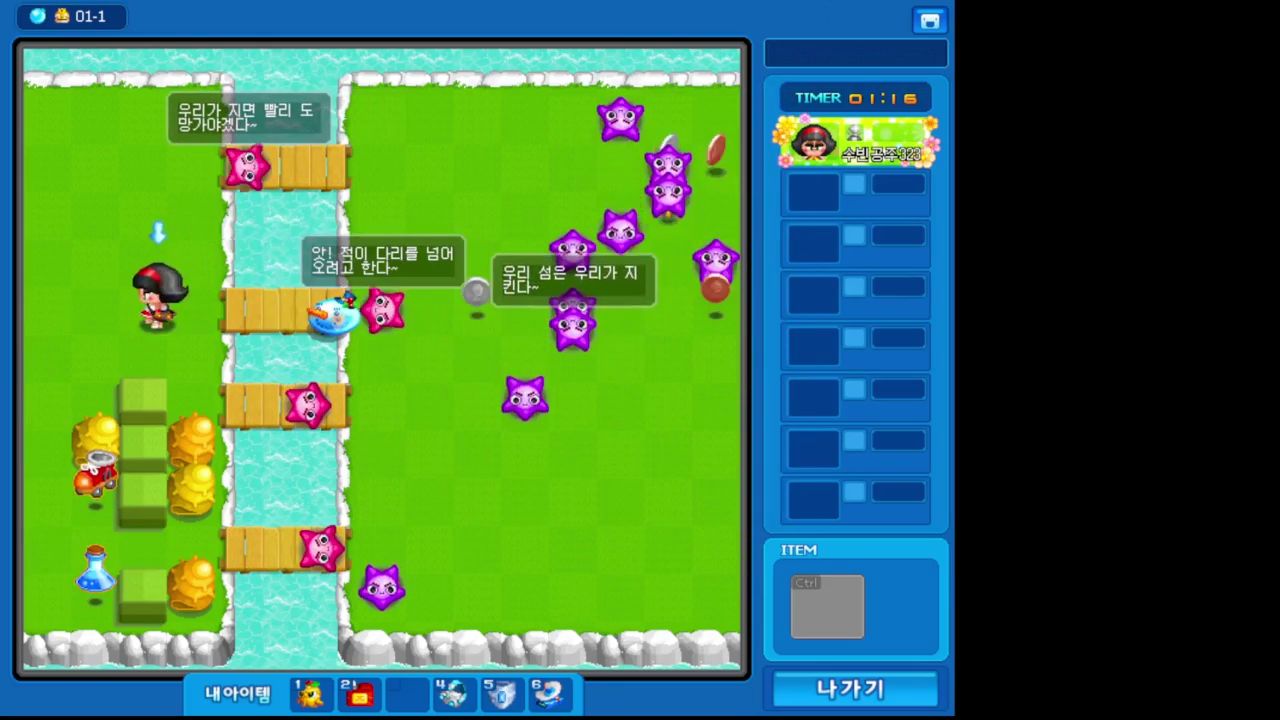 01-1
우리가 지면 빨리 도
망가야겠다~
앗! 적이 다리를 넘어
오려고 한다~
우리 섬은 우리가 지
킨다~
TIMER 01:16
수빈공주323
ITEM
Ctrl
내아이템
1
2
4
5
6
나가기